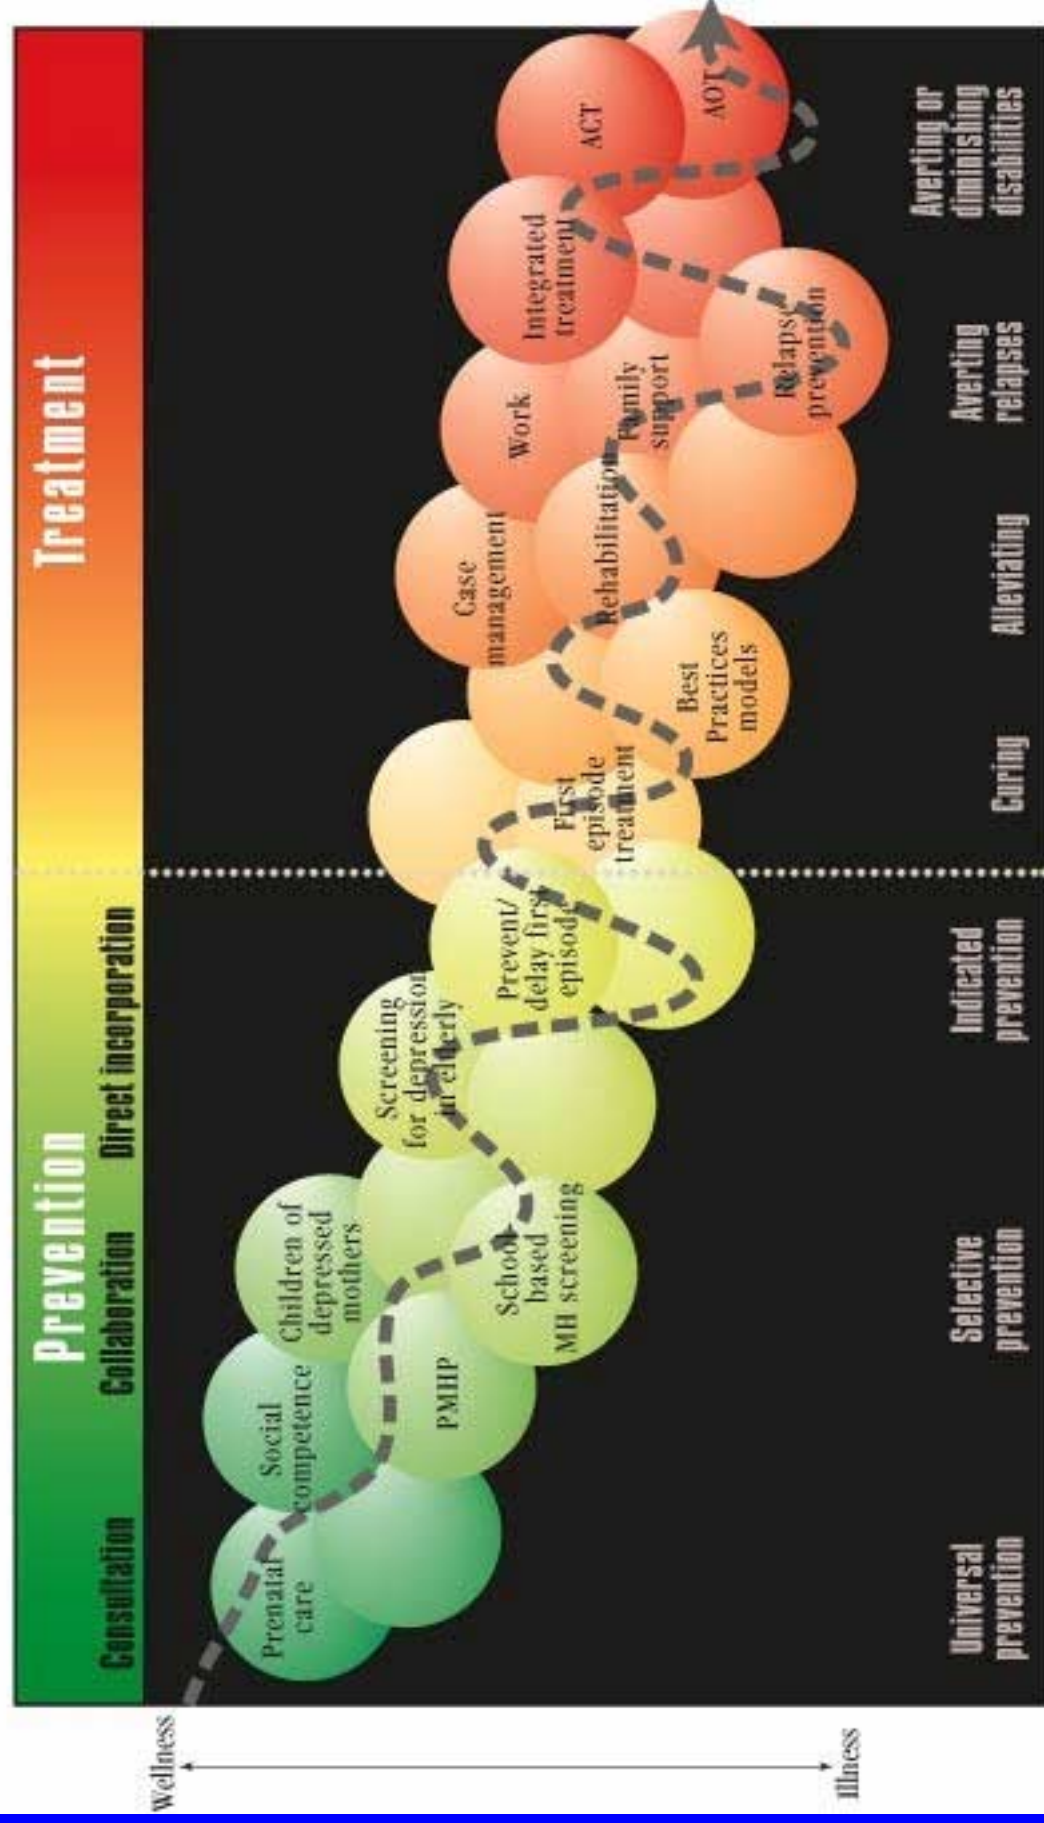 Prevention
Treatment
Consultation
Collaboration
Direct incorporation
Wellness
Illness
Prenatal
care
Social
competence
Children of
depressed
mothers
PMHP
School
based
MH screening
Screening
for depression
in elderly
Prevent/
delay first
episode
First
episode
treatment
Best
Practices
models
Case
management
Rehabilitation
Work
Family
support
Relapse
prevention
Integrated
treatment
ACT
AOT
Universal
prevention
Selective
prevention
Indicated
prevention
Curing
Alleviating
Averting
relapses
Averting or
diminishing
disabilities